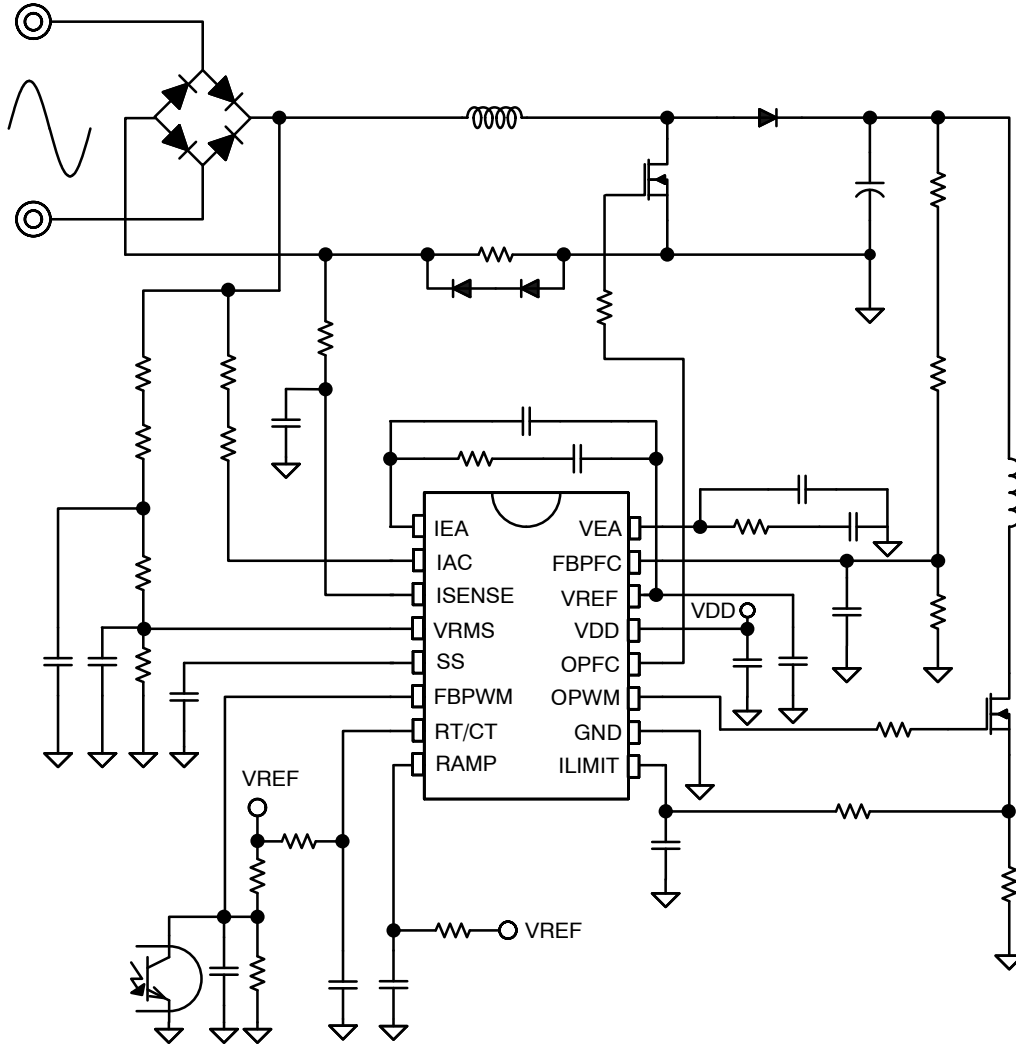 IEA
IAC
ISENSE
VRMS
SS
FBPWM
RT/CT
RAMP
VEA
FBPFC
VREF
VDD
VDD
OPFC
OPWM
GND
ILIMIT
VREF
VREF